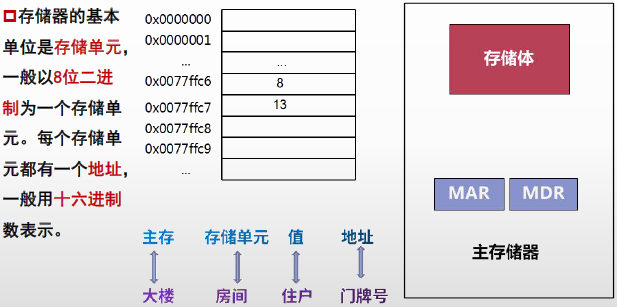 存储器的基本
单位是存储单元,
一般以8位二进
制为一个存储单
元。每个存储单
元都有一个地址,
一般用十六进制
数表示。
0x0000000
0x0000001
...
...
0x0077ffc6
8
0x0077ffc7
13
0x0077ffc8
0x0077ffc9
...
主存 存储单元 值 地址
大楼 房间 住户 门牌号
存储体
MAR MDR
主存储器